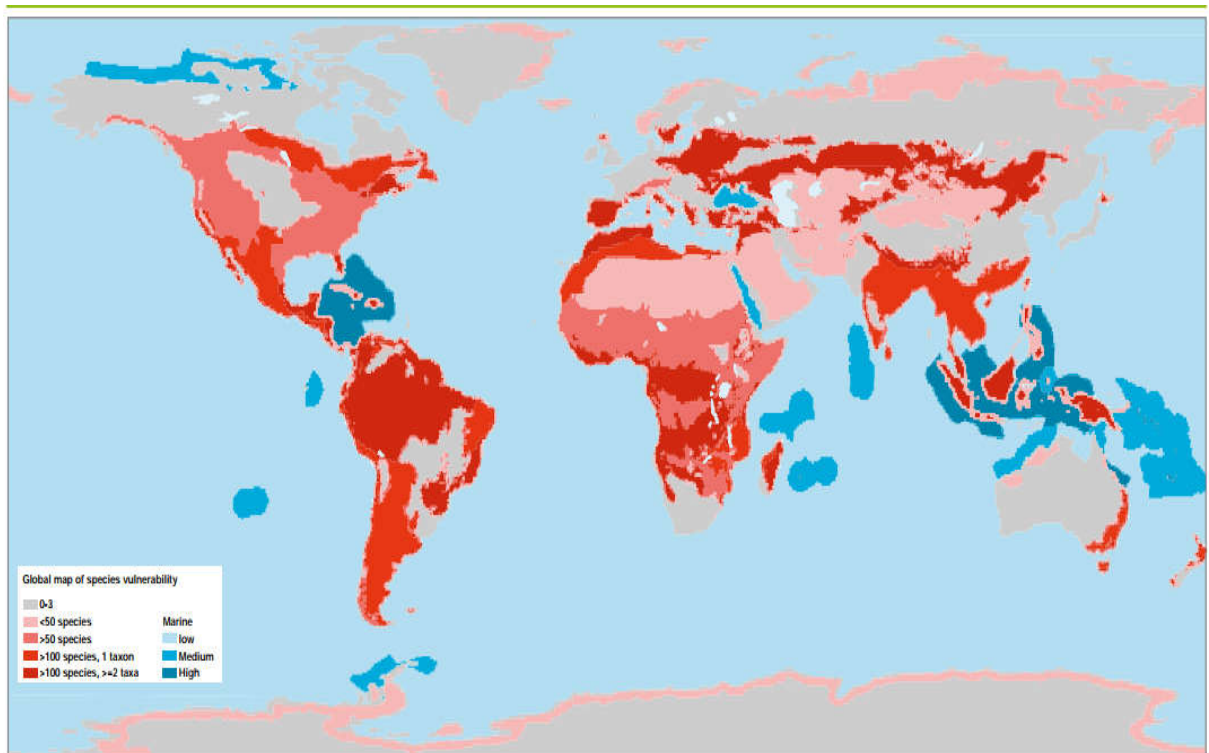 Global map of species vulnerability
0-3
<50 species
>50 species
>100 species, 1 taxon
>100 species, >=2 taxa
Marine
low
Medium
High